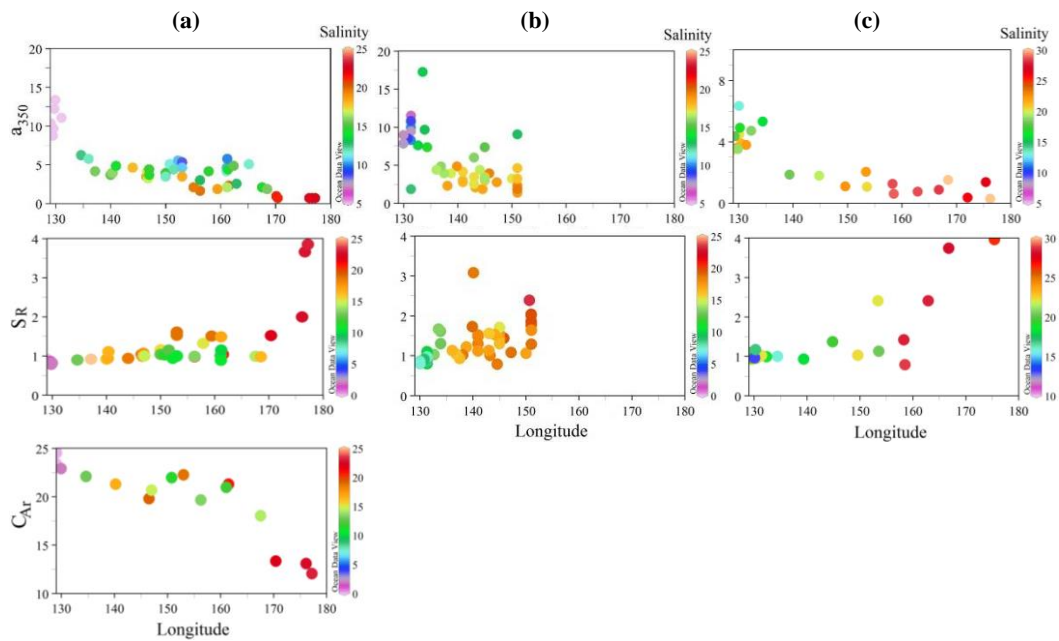 (a) (b) (c)
Salinity Salinity Salinity
20 15 10 5 0
a350
130 140 150 160 170 180
25 20 15 10 5
Ocean Data View
20 15 10 5 0
130 140 150 160 170 180
25 20 15 10 5
Ocean Data View
10 8 6 4 2 0
130 140 150 160 170 180
30 25 20 15 10 5
Ocean Data View
4 3 2 1 0
SR
130 140 150 160 170 180
25 20 15 10 5 0
Ocean Data View
4 3 2 1 0
130 140 150 160 170 180
Longitude
25 20 15 10 5 0
Ocean Data View
4 3 2 1 0
130 140 150 160 170 180
Longitude
30 25 20 15 10
Ocean Data View
25 20 15 10
CAr
130 140 150 160 170 180
Longitude
25 20 15 10 5 0
Ocean Data View